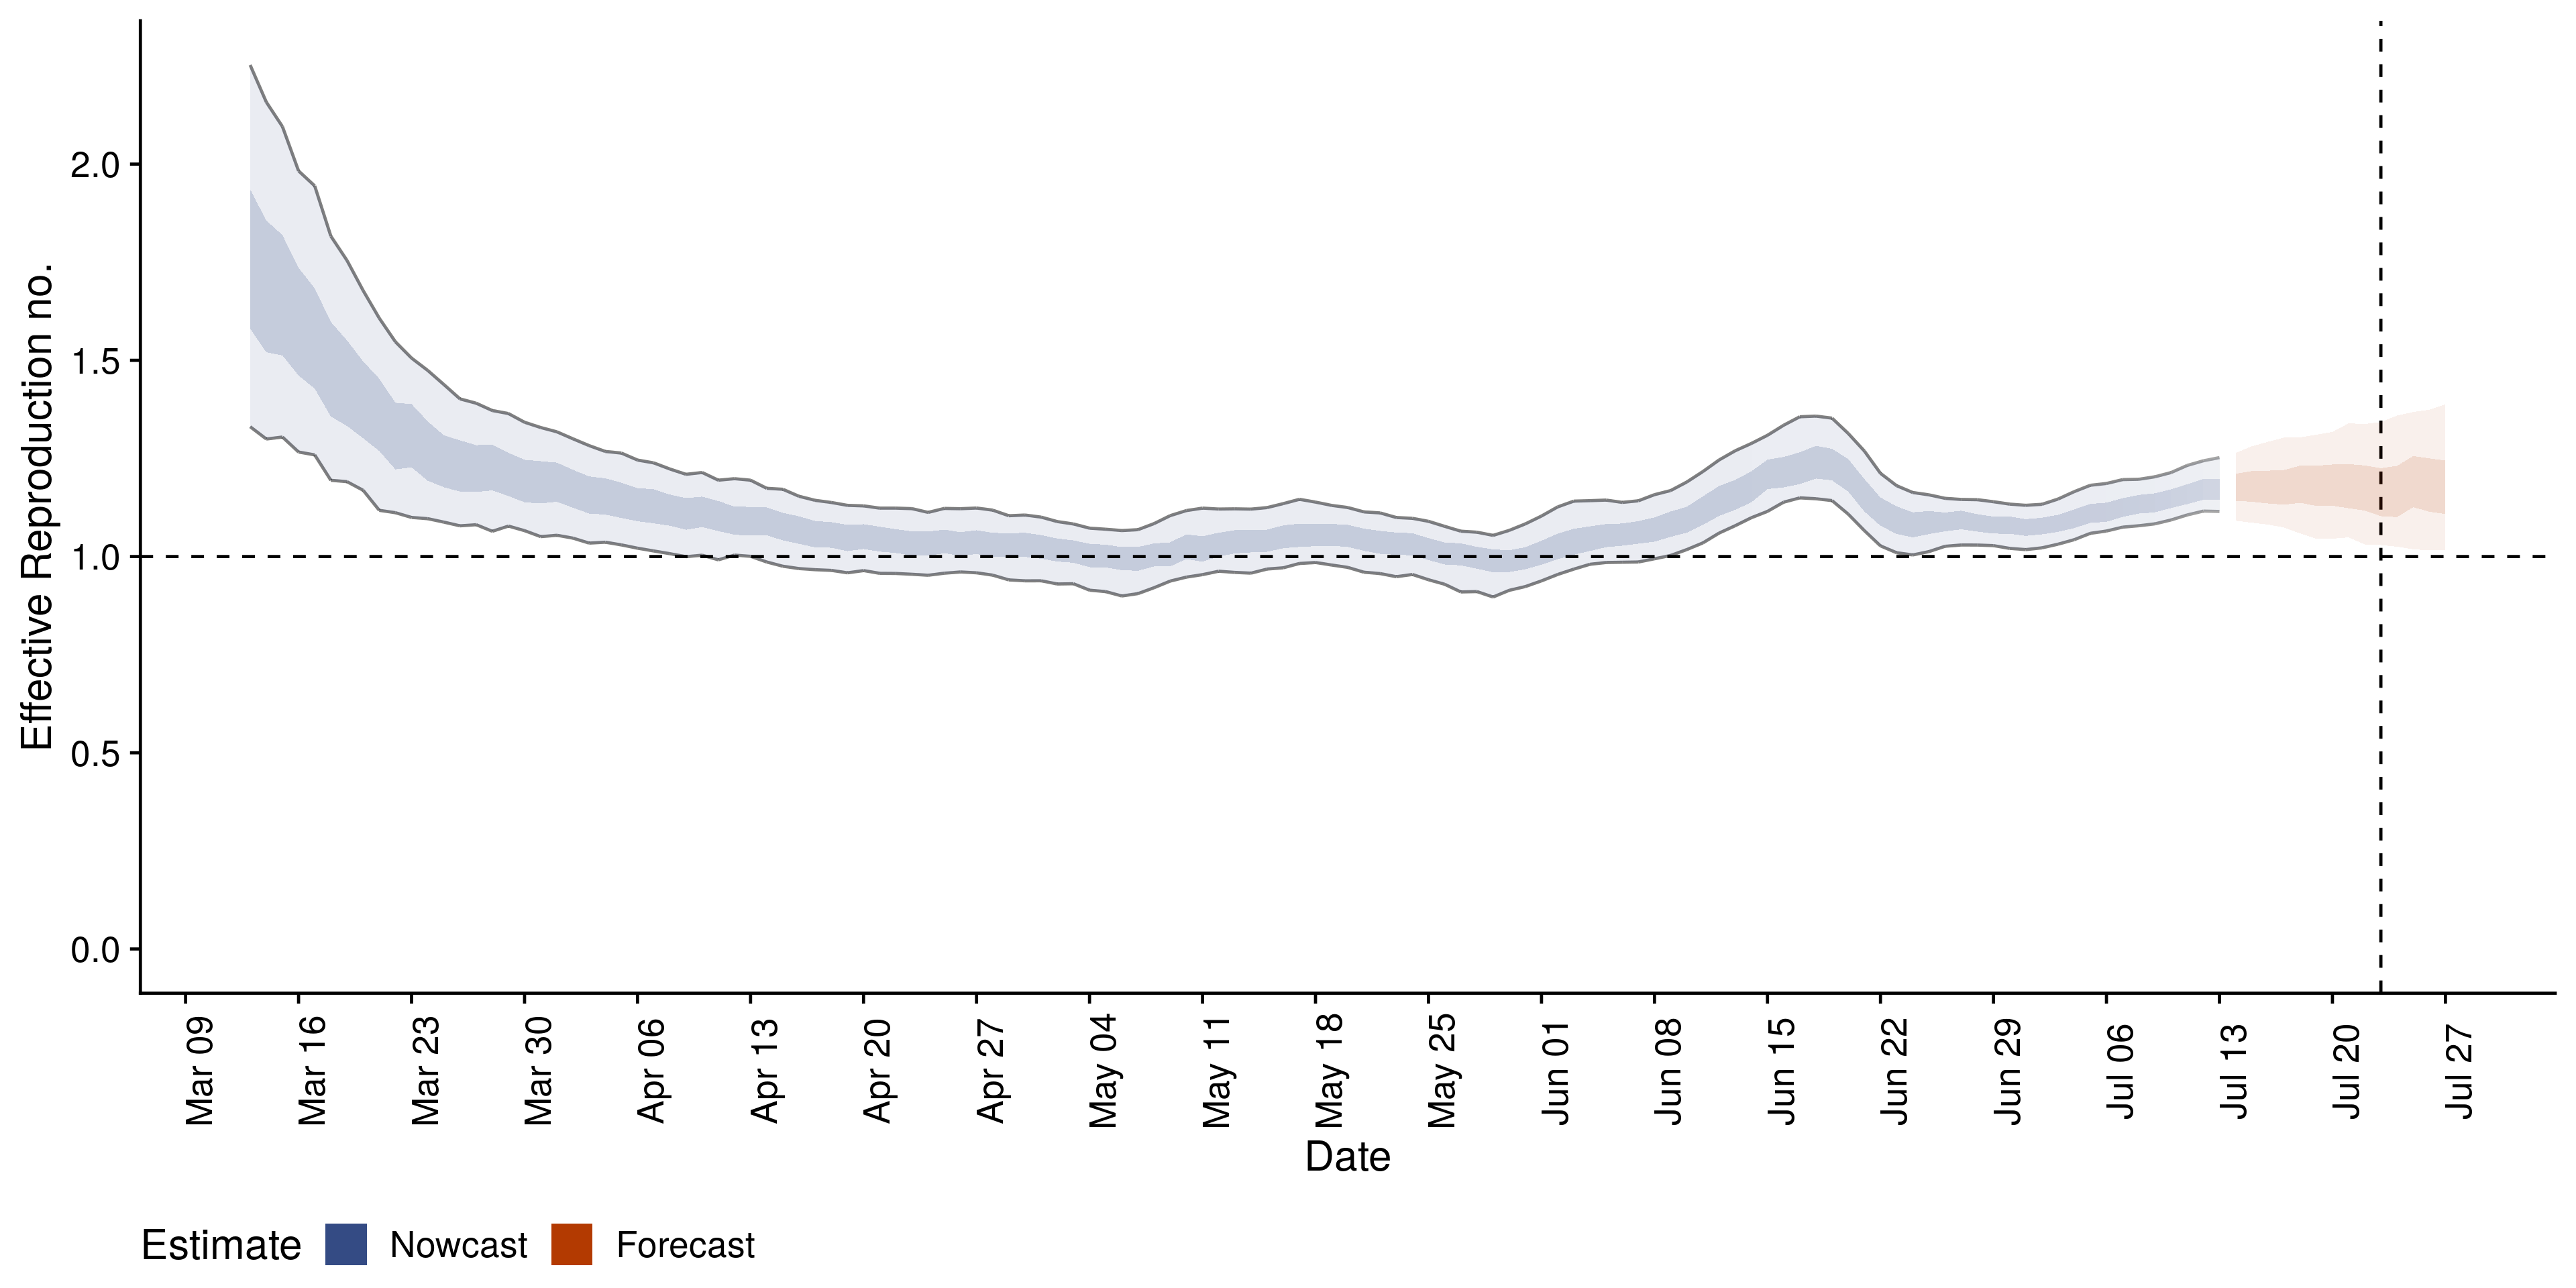 Effective Reproduction no.
2.0
1.5
1.0
0.5
0.0
Mar 09
Mar 16
Mar 23
Mar 30
Apr 06
Apr 13
Apr 20
Apr 27
May 04
May 11
May 18
May 25
Jun 01
Jun 08
Jun 15
Jun 22
Jun 29
Jul 06
Jul 13
Jul 20
Jul 27
Date
Estimate Nowcast Forecast